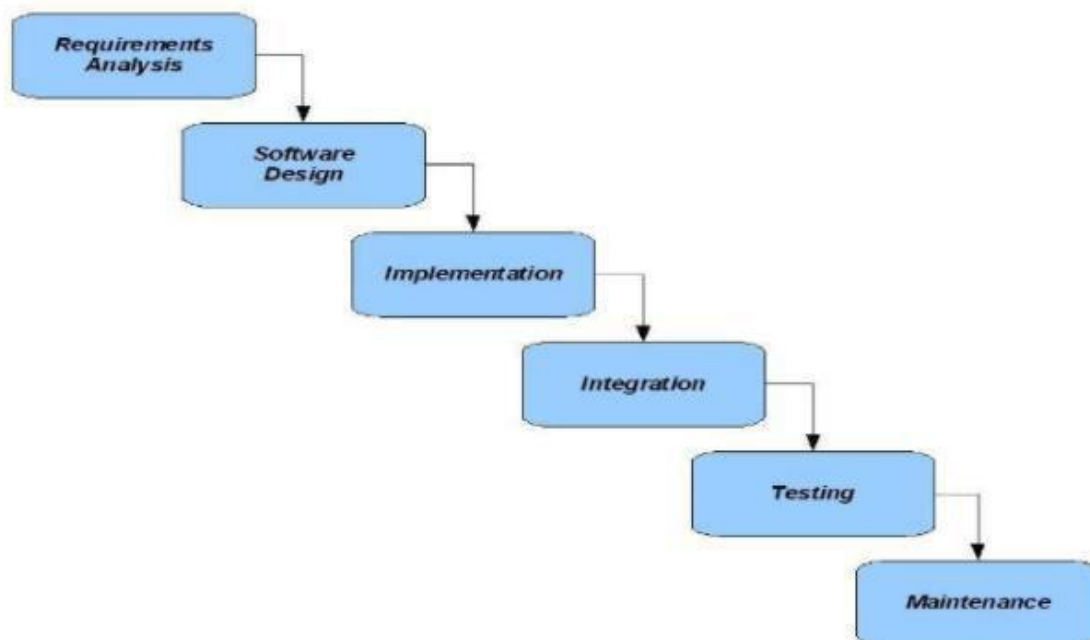 Requirements
Analysis
Software
Design
Implementation
Integration
Testing
Maintenance